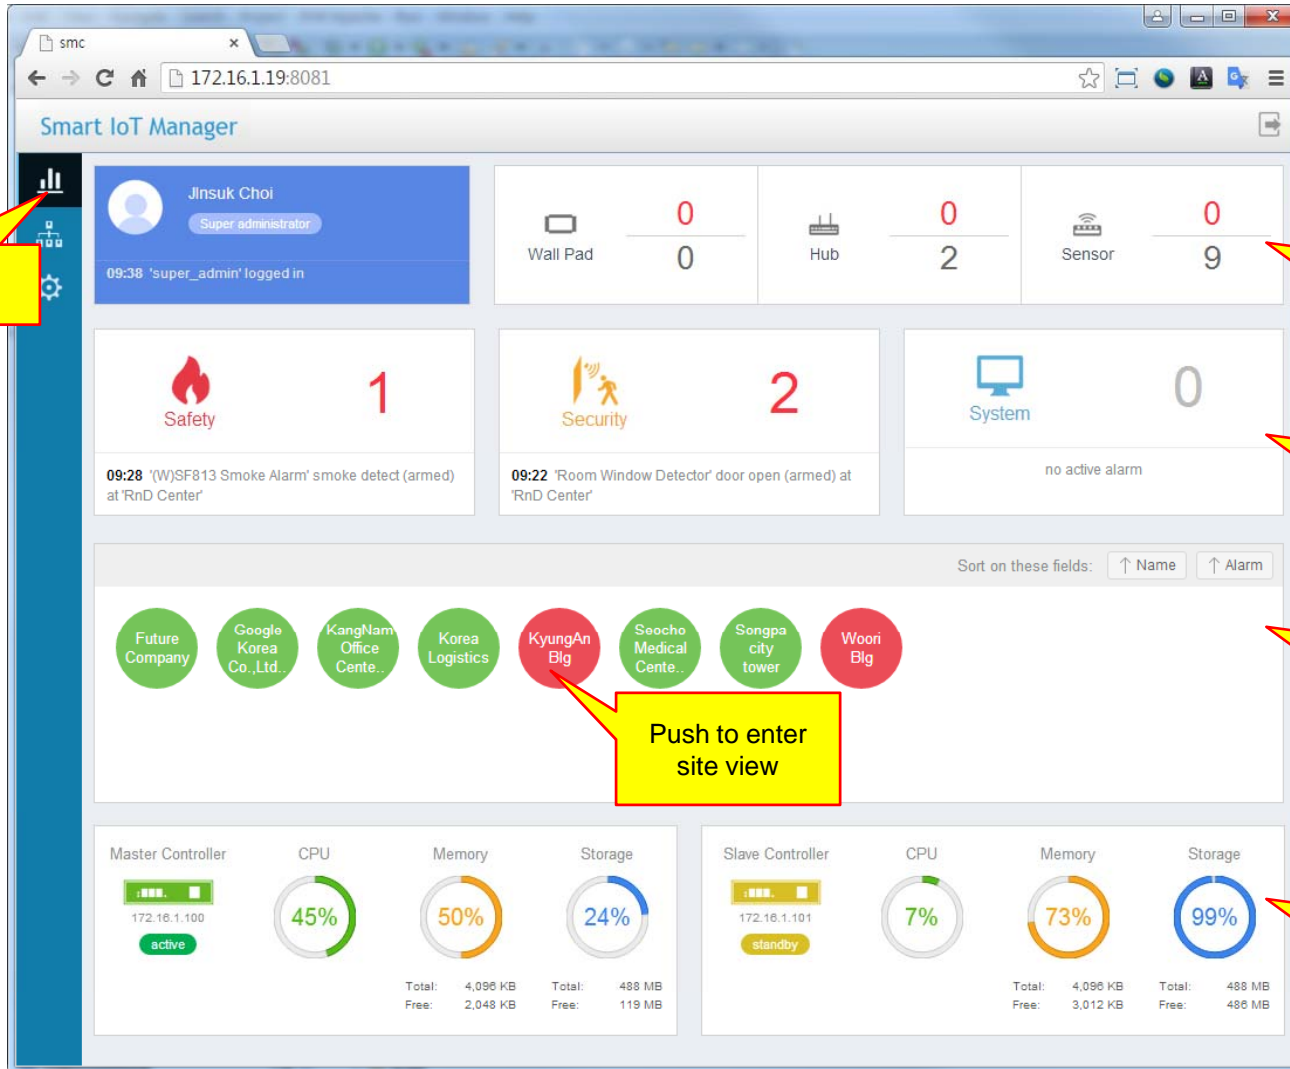 smc
172.16.1.19:8081
Smart IoT Manager
JInsuk Choi
Super administrator
09:38 'super_admin' logged in
Wall Pad
0
0
Hub
0
2
Sensor
0
9
Safety
1
09:28 '(W)SF813 Smoke Alarm' smoke detect (armed)
at 'RnD Center'
Security
2
09:22 'Room Window Detector' door open (armed) at
'RnD Center'
System
0
no active alarm
Sort on these fields:
↑ Name
↑ Alarm
Future
Company
Google
Korea
Co.,Ltd..
KangNam
Office
Cente..
Korea
Logistics
KyungAn
Blg
Seocho
Medical
Cente..
Songpa
city
tower
Woori
Blg
Push to enter
site view
Master Controller
172.16.1.100
active
CPU
45%
Memory
50%
Total: 4,096 KB
Free: 2,048 KB
Storage
24%
Total: 488 MB
Free: 119 MB
Slave Controller
172.16.1.101
standby
CPU
7%
Memory
73%
Total: 4,096 KB
Free: 3,012 KB
Storage
99%
Total: 488 MB
Free: 486 MB